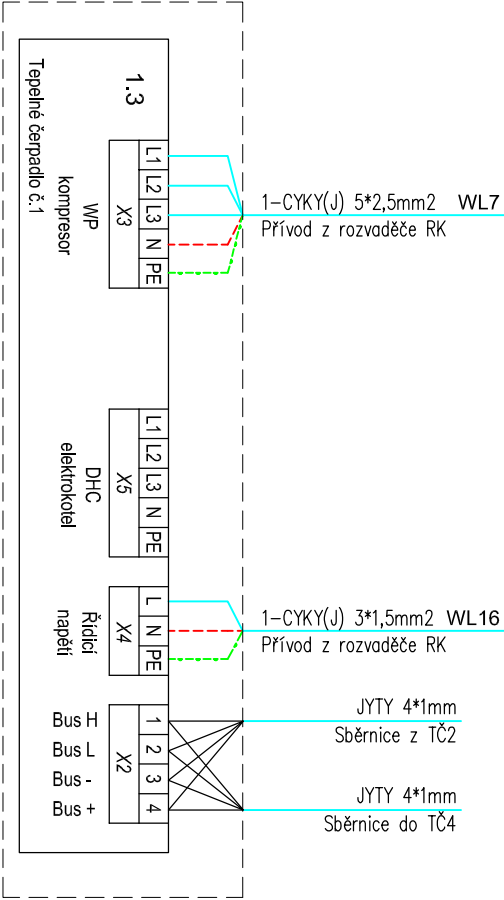 1.3
Tepelné čerpadlo č.1
WP
kompresor
X3
L1
L2
L3
N
PE
1-CYKY(J) 5*2,5mm2 WL7
Přívod z rozvaděče RK
DHC
elektrokotel
X5
L1
L2
L3
N
PE
Řídicí
napětí
X4
L
N
PE
1-CYKY(J) 3*1,5mm2 WL16
Přívod z rozvaděče RK
Bus H
Bus L
Bus -
Bus +
X2
1
2
3
4
JYTY 4*1mm
Sběrnice z TČ2
JYTY 4*1mm
Sběrnice do TČ4